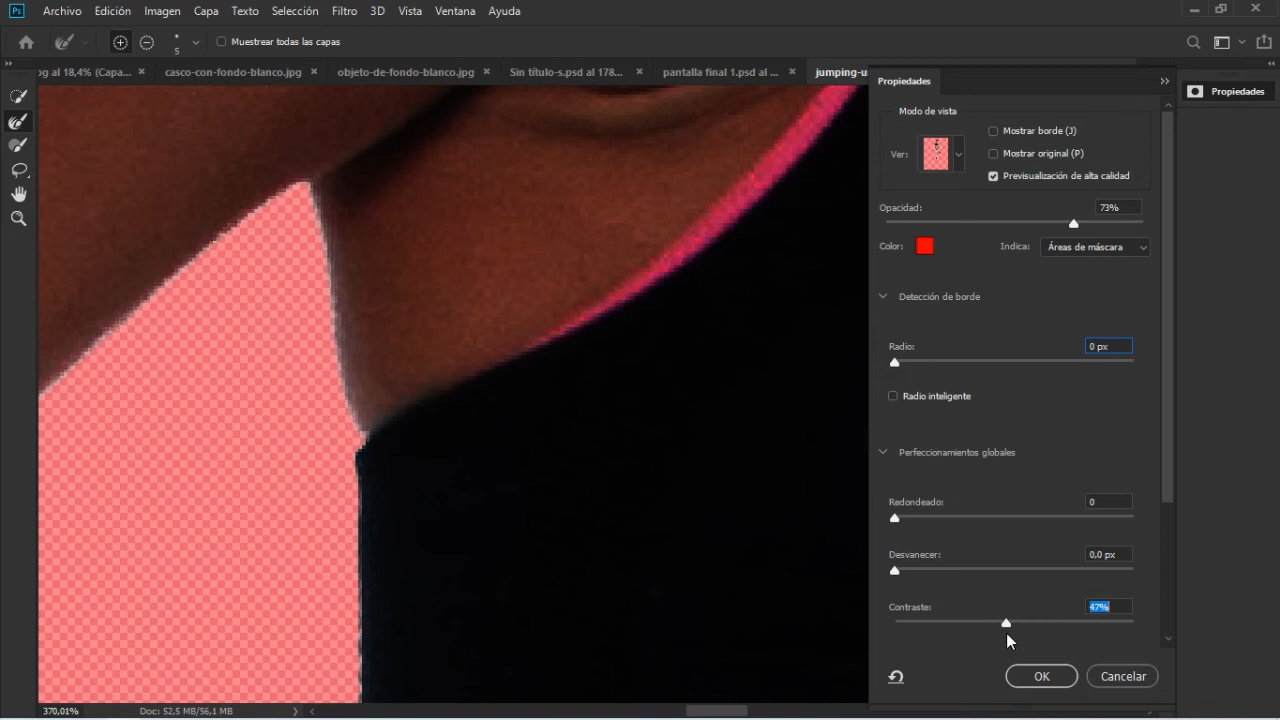 Ps Archivo Edición Imagen Capa Texto Selección Filtro 3D Vista Ventana Ayuda
5 Muestrear todas las capas
pg al 18,4% (Capa... × casco-con-fondo-blanco.jpg × objeto-de-fondo-blanco.jpg × Sin título-s.psd al 178... × pantalla final 1.psd al ... × jumping-u
Propiedades
Propiedades
Modo de vista
Mostrar borde (J)
Ver: Mostrar original (P)
Previsualización de alta calidad
Opacidad: 73%
Color: Indica: Áreas de máscara
Detección de borde
Radio: 0 px
Radio inteligente
Perfeccionamientos globales
Redondeado: 0
Desvanecer: 0,0 px
Contraste: 47%
OK Cancelar
370,01% Doc: 52,5 MB/56,1 MB